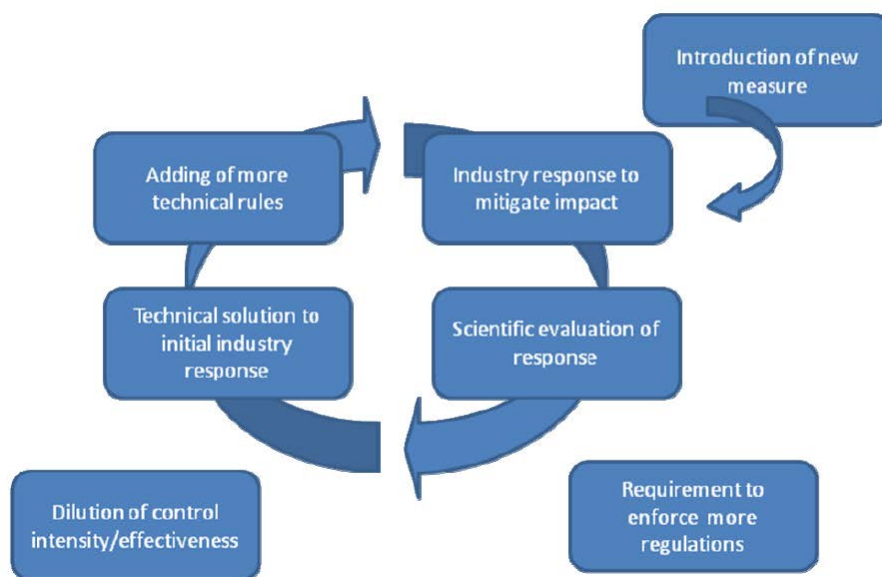 Introduction of new
measure
Adding of more
technical rules
Industry response to
mitigate impact
Technical solution to
initial industry
response
Scientific evaluation of
response
Dilution of control
intensity/effectiveness
Requirement to
enforce more
regulations